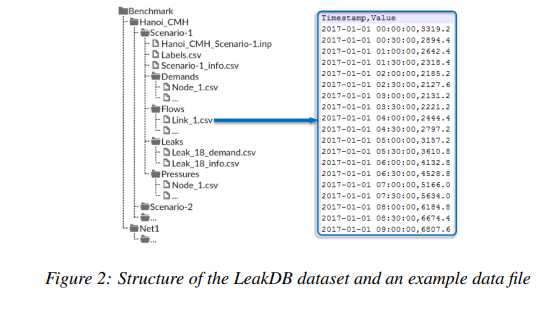 Benchmark
Hanoi_CMH
Scenario-1
Hanoi_CMH_Scenario-1.inp
Labels.csv
Scenario-1_info.csv
Demands
Node_1.csv
...
Flows
Link_1.csv
...
Leaks
Leak_18_demand.csv
Leak_18_info.csv
Pressures
Node_1.csv
...
Scenario-2
...
Net1
...
Timestamp,Value
2017-01-01 00:00:00,3319.2
2017-01-01 00:30:00,2894.4
2017-01-01 01:00:00,2642.4
2017-01-01 01:30:00,2318.4
2017-01-01 02:00:00,2185.2
2017-01-01 02:30:00,2127.6
2017-01-01 03:00:00,2131.2
2017-01-01 03:30:00,2221.2
2017-01-01 04:00:00,2444.4
2017-01-01 04:30:00,2797.2
2017-01-01 05:00:00,3157.2
2017-01-01 05:30:00,3610.8
2017-01-01 06:00:00,4132.8
2017-01-01 06:30:00,4528.8
2017-01-01 07:00:00,5166.0
2017-01-01 07:30:00,5634.0
2017-01-01 08:00:00,6184.8
2017-01-01 08:30:00,6674.4
2017-01-01 09:00:00,6807.6
Figure 2: Structure of the LeakDB dataset and an example data file